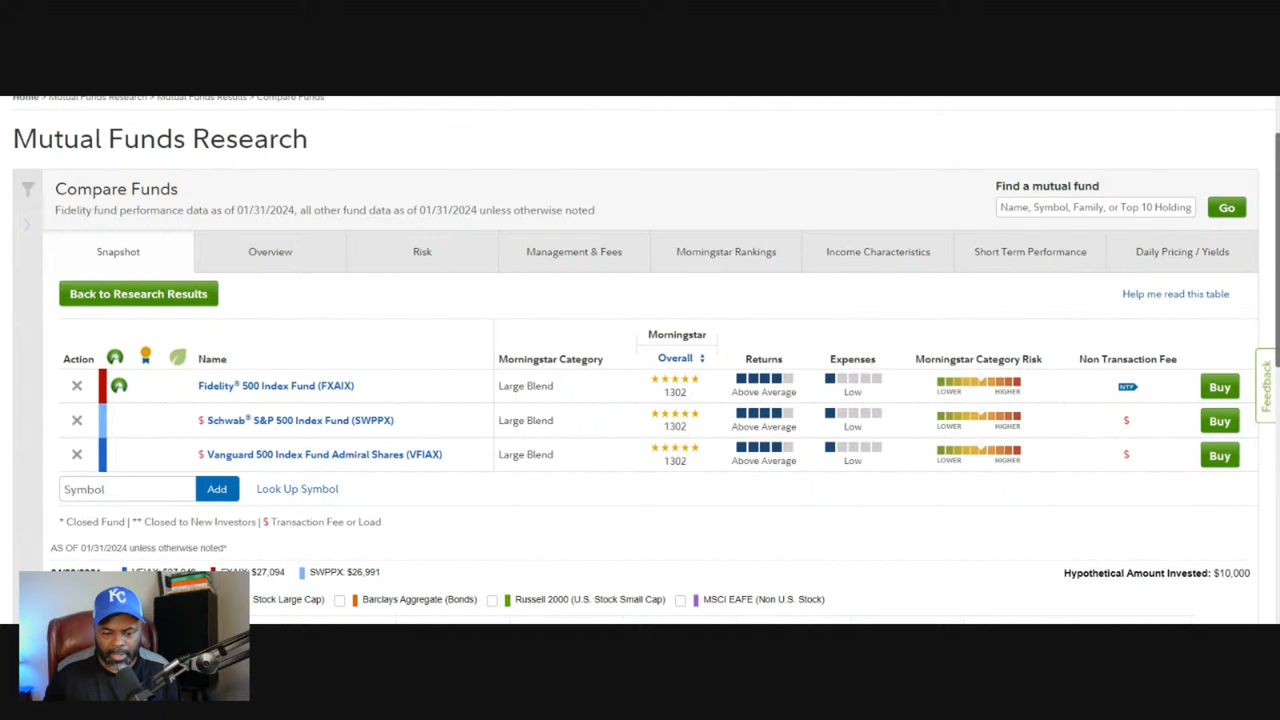 Home > Mutual Funds Research > Mutual Funds Results > Compare Funds
Mutual Funds Research
Compare Funds
Fidelity fund performance data as of 01/31/2024, all other fund data as of 01/31/2024 unless otherwise noted
Find a mutual fund
Name, Symbol, Family, or Top 10 Holding
Go
Snapshot Overview Risk Management & Fees Morningstar Rankings Income Characteristics Short Term Performance Daily Pricing / Yields
Back to Research Results
Help me read this table
Morningstar
Action Name Morningstar Category Overall Returns Expenses Morningstar Category Risk Non Transaction Fee
Fidelity® 500 Index Fund (FXAIX) Large Blend 1302 Above Average Low LOWER HIGHER NTF Buy
$ Schwab® S&P 500 Index Fund (SWPPX) Large Blend 1302 Above Average Low LOWER HIGHER $ Buy
$ Vanguard 500 Index Fund Admiral Shares (VFIAX) Large Blend 1302 Above Average Low LOWER HIGHER $ Buy
Symbol Add Look Up Symbol
* Closed Fund | ** Closed to New Investors | $ Transaction Fee or Load
AS OF 01/31/2024 unless otherwise noted*
$27,094 SWPPX: $26,991
Hypothetical Amount Invested: $10,000
Stock Large Cap) Barclays Aggregate (Bonds) Russell 2000 (U.S. Stock Small Cap) MSCI EAFE (Non U.S. Stock)
Feedback
KC